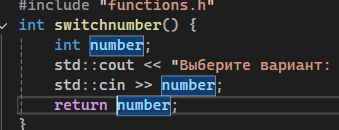 #include "functions.h"
int switchnumber() {
int number;
std::cout << "Выберите вариант:
std::cin >> number;
return number;
}